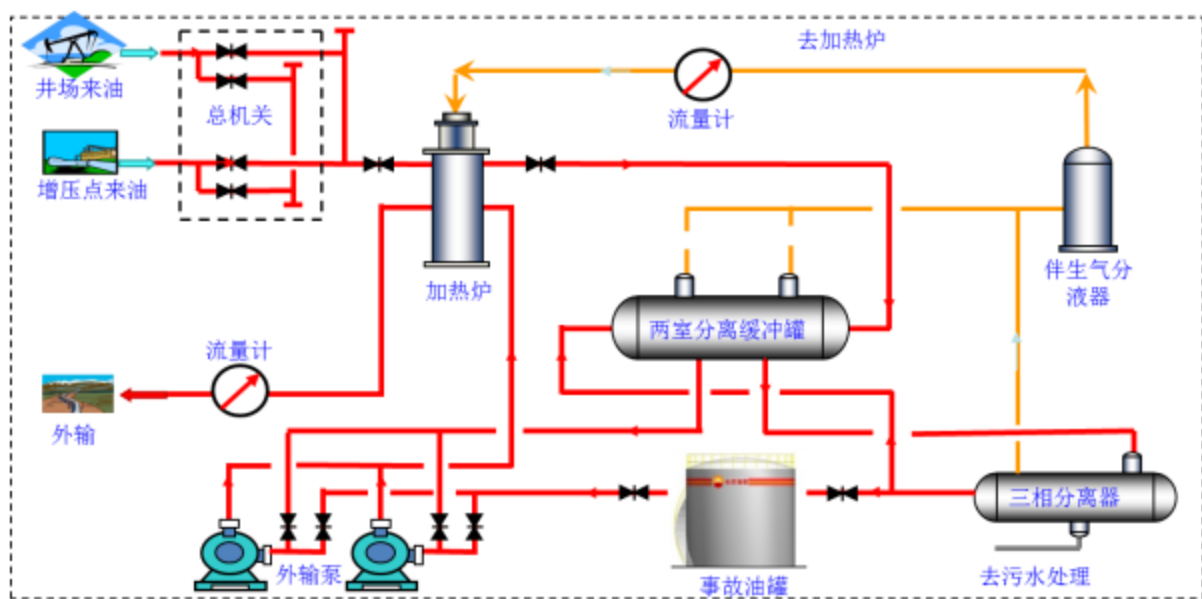 去加热炉
井场来油
总机关
流量计
增压点来油
加热炉
伴生气分
液器
两室分离缓冲罐
流量计
外输
三相分离器
外输泵
事故油罐
去污水处理